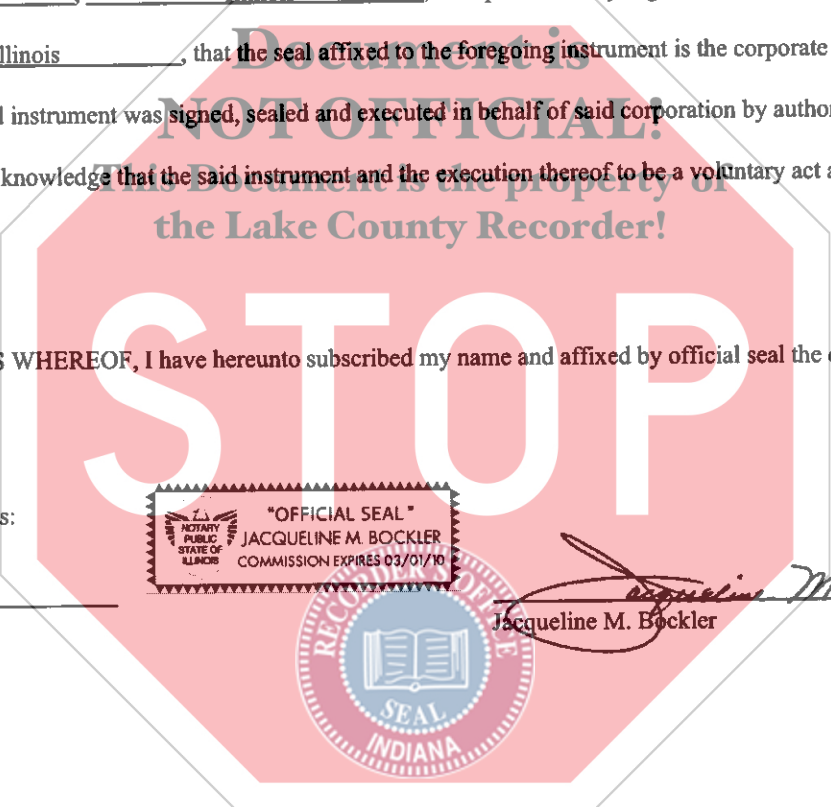 Document is
llinois, that the seal affixed to the foregoing instrument is the corporate
NOT OFFICIAL!
instrument was signed, sealed and executed in behalf of said corporation by author
This Document is the property of
knowledge that the said instrument and the execution thereof to be a voluntary act a
the Lake County Recorder!
STOP
S WHEREOF, I have hereunto subscribed my name and affixed by official seal the
s:
"OFFICIAL SEAL"
NOTARY
PUBLIC
STATE OF
ILLINOIS
JACQUELINE M. BOCKLER
COMMISSION EXPIRES 03/01/10
Jacqueline M
Jacqueline M. Bockler
RECORDER'S OFFICE
SEAL
INDIANA